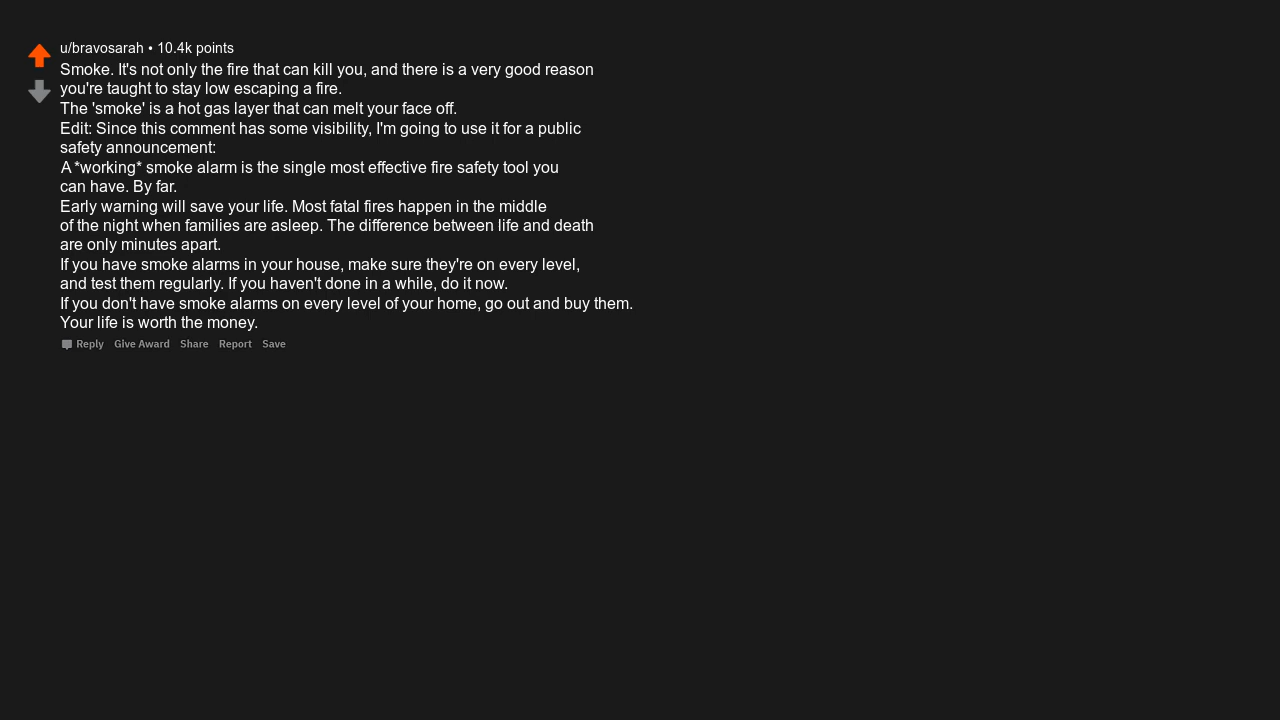 u/bravosarah • 10.4k points
Smoke. It's not only the fire that can kill you, and there is a very good reason
you're taught to stay low escaping a fire.
The 'smoke' is a hot gas layer that can melt your face off.
Edit: Since this comment has some visibility, I'm going to use it for a public
safety announcement:
A *working* smoke alarm is the single most effective fire safety tool you
can have. By far.
Early warning will save your life. Most fatal fires happen in the middle
of the night when families are asleep. The difference between life and death
are only minutes apart.
If you have smoke alarms in your house, make sure they're on every level,
and test them regularly. If you haven't done in a while, do it now.
If you don't have smoke alarms on every level of your home, go out and buy them.
Your life is worth the money.
Reply Give Award Share Report Save